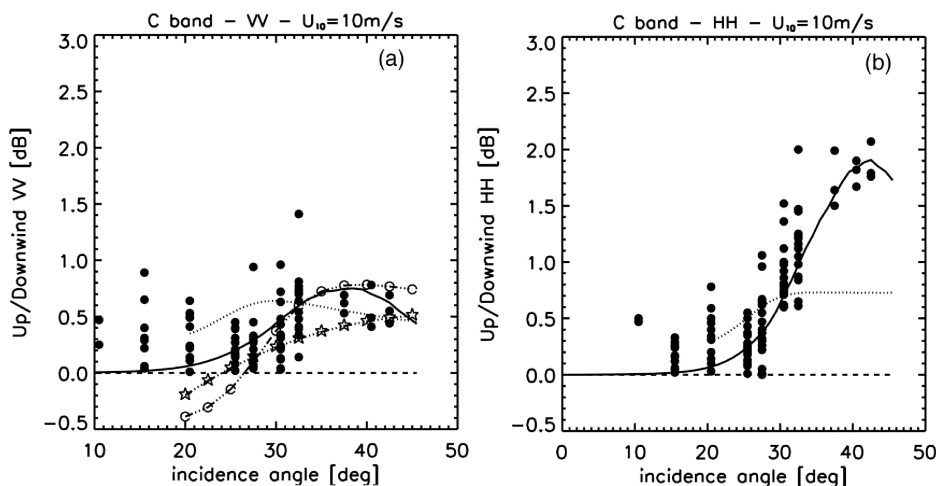 C band – VV – U₁₀=10m/s
(a)
Up/Downwind VV [dB]
3.0
2.5
2.0
1.5
1.0
0.5
0.0
−0.5
10 20 30 40 50
incidence angle [deg]
C band – HH – U₁₀=10m/s
(b)
Up/Downwind HH [dB]
3.0
2.5
2.0
1.5
1.0
0.5
0.0
−0.5
0 10 20 30 40 50
incidence angle [deg]